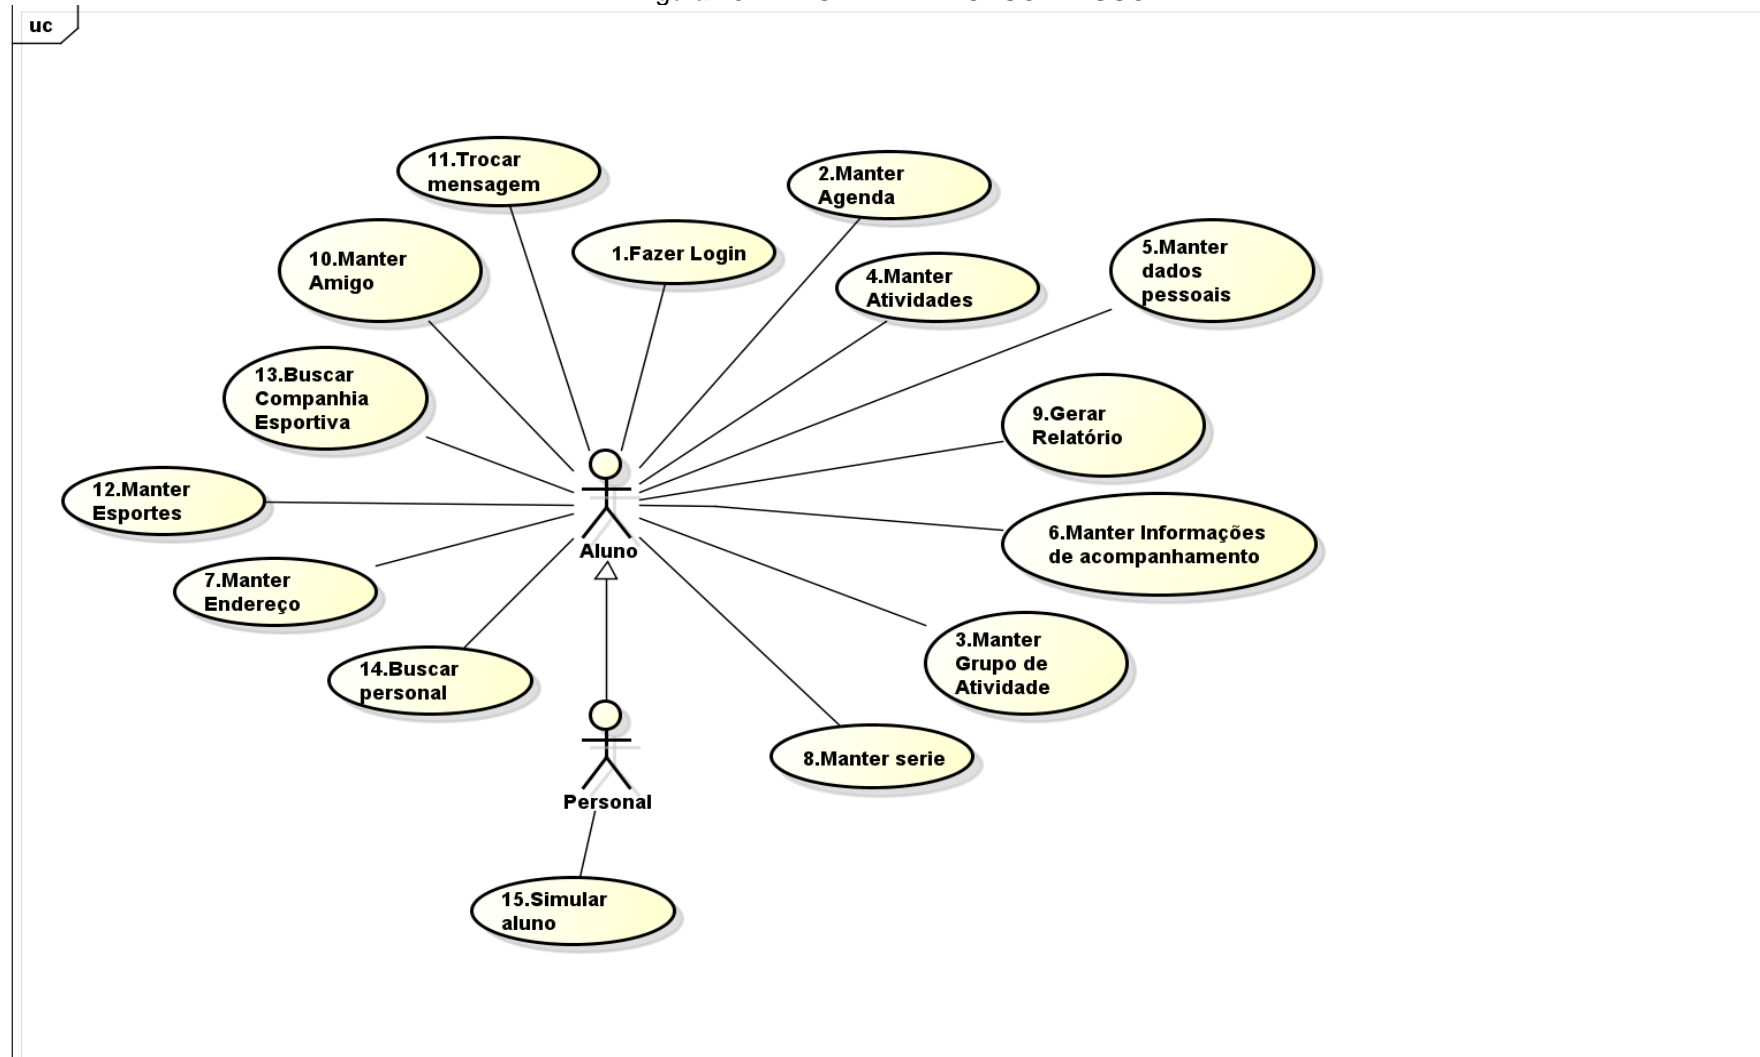 uc
11.Trocar
mensagem
2.Manter
Agenda
1.Fazer Login
10.Manter
Amigo
4.Manter
Atividades
5.Manter
dados
pessoais
13.Buscar
Companhia
Esportiva
9.Gerar
Relatório
12.Manter
Esportes
6.Manter Informações
de acompanhamento
Aluno
7.Manter
Endereço
3.Manter
Grupo de
Atividade
14.Buscar
personal
8.Manter serie
Personal
15.Simular
aluno